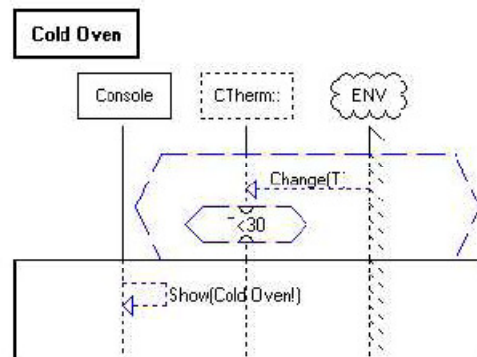 Cold Oven
Console
CTherm::
ENV
Change(T
<30
Show(Cold Oven!)